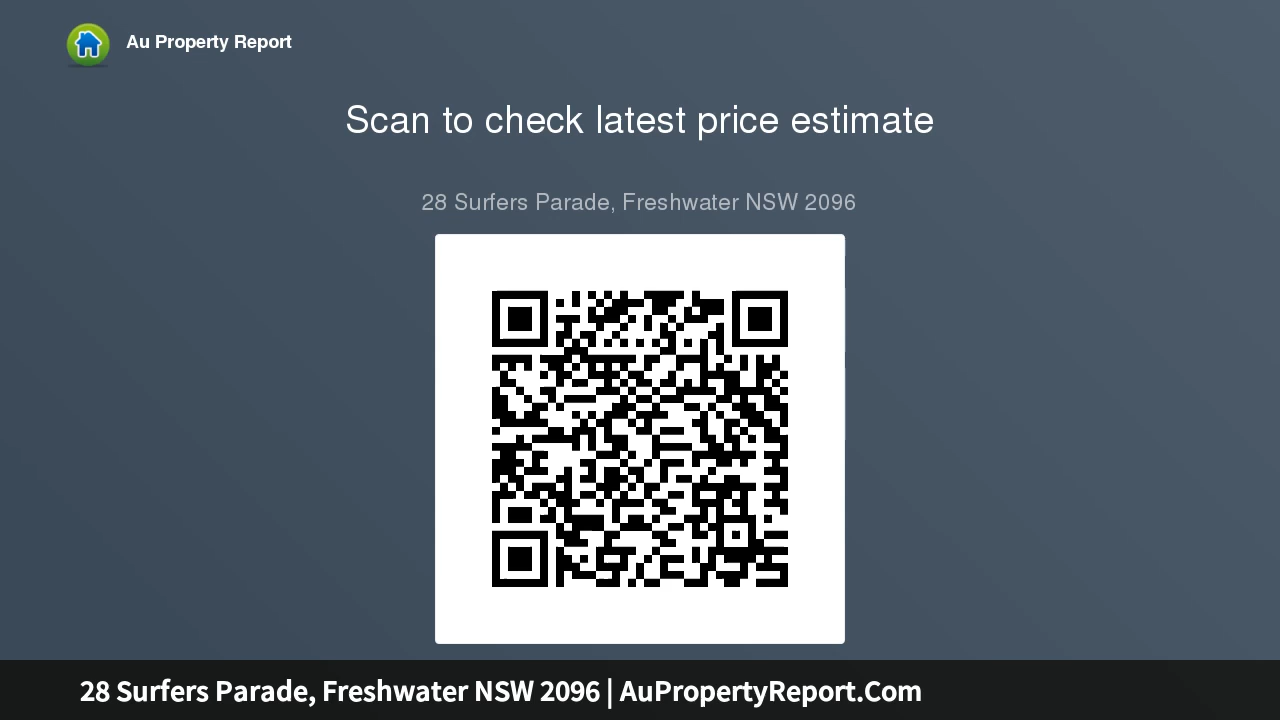 Au Property Report
Scan to check latest price estimate
28 Surfers Parade, Freshwater NSW 2096
28 Surfers Parade, Freshwater NSW 2096 | AuPropertyReport.Com